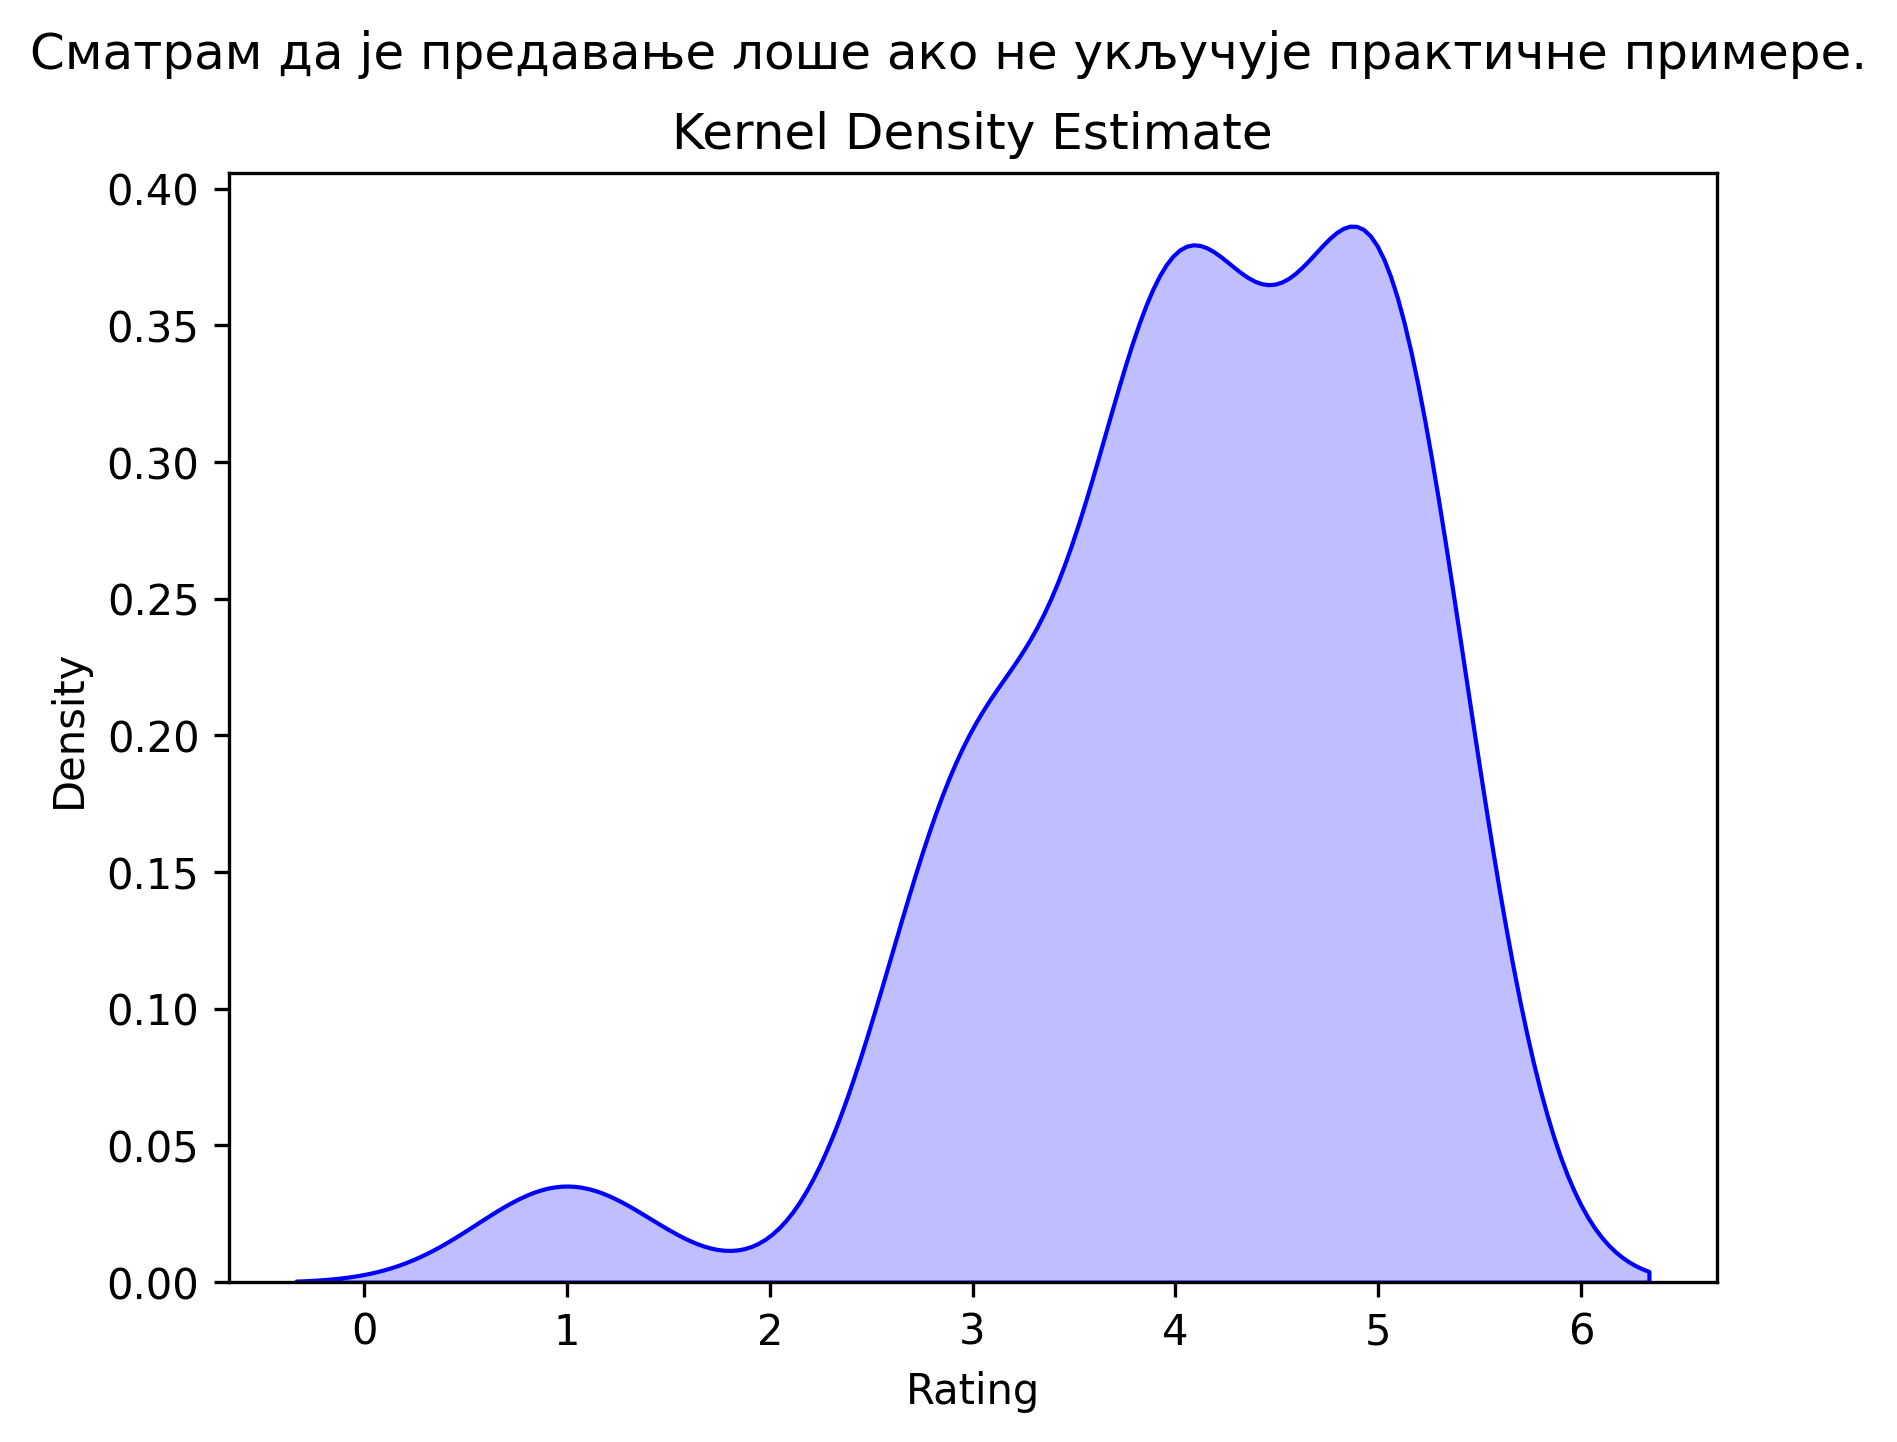 Сматрам да је предавање лоше ако не укључује практичне примере.
Kernel Density Estimate
0.40
0.35
0.30
0.25
0.20
0.15
0.10
0.05
0.00
Density
0 1 2 3 4 5 6
Rating